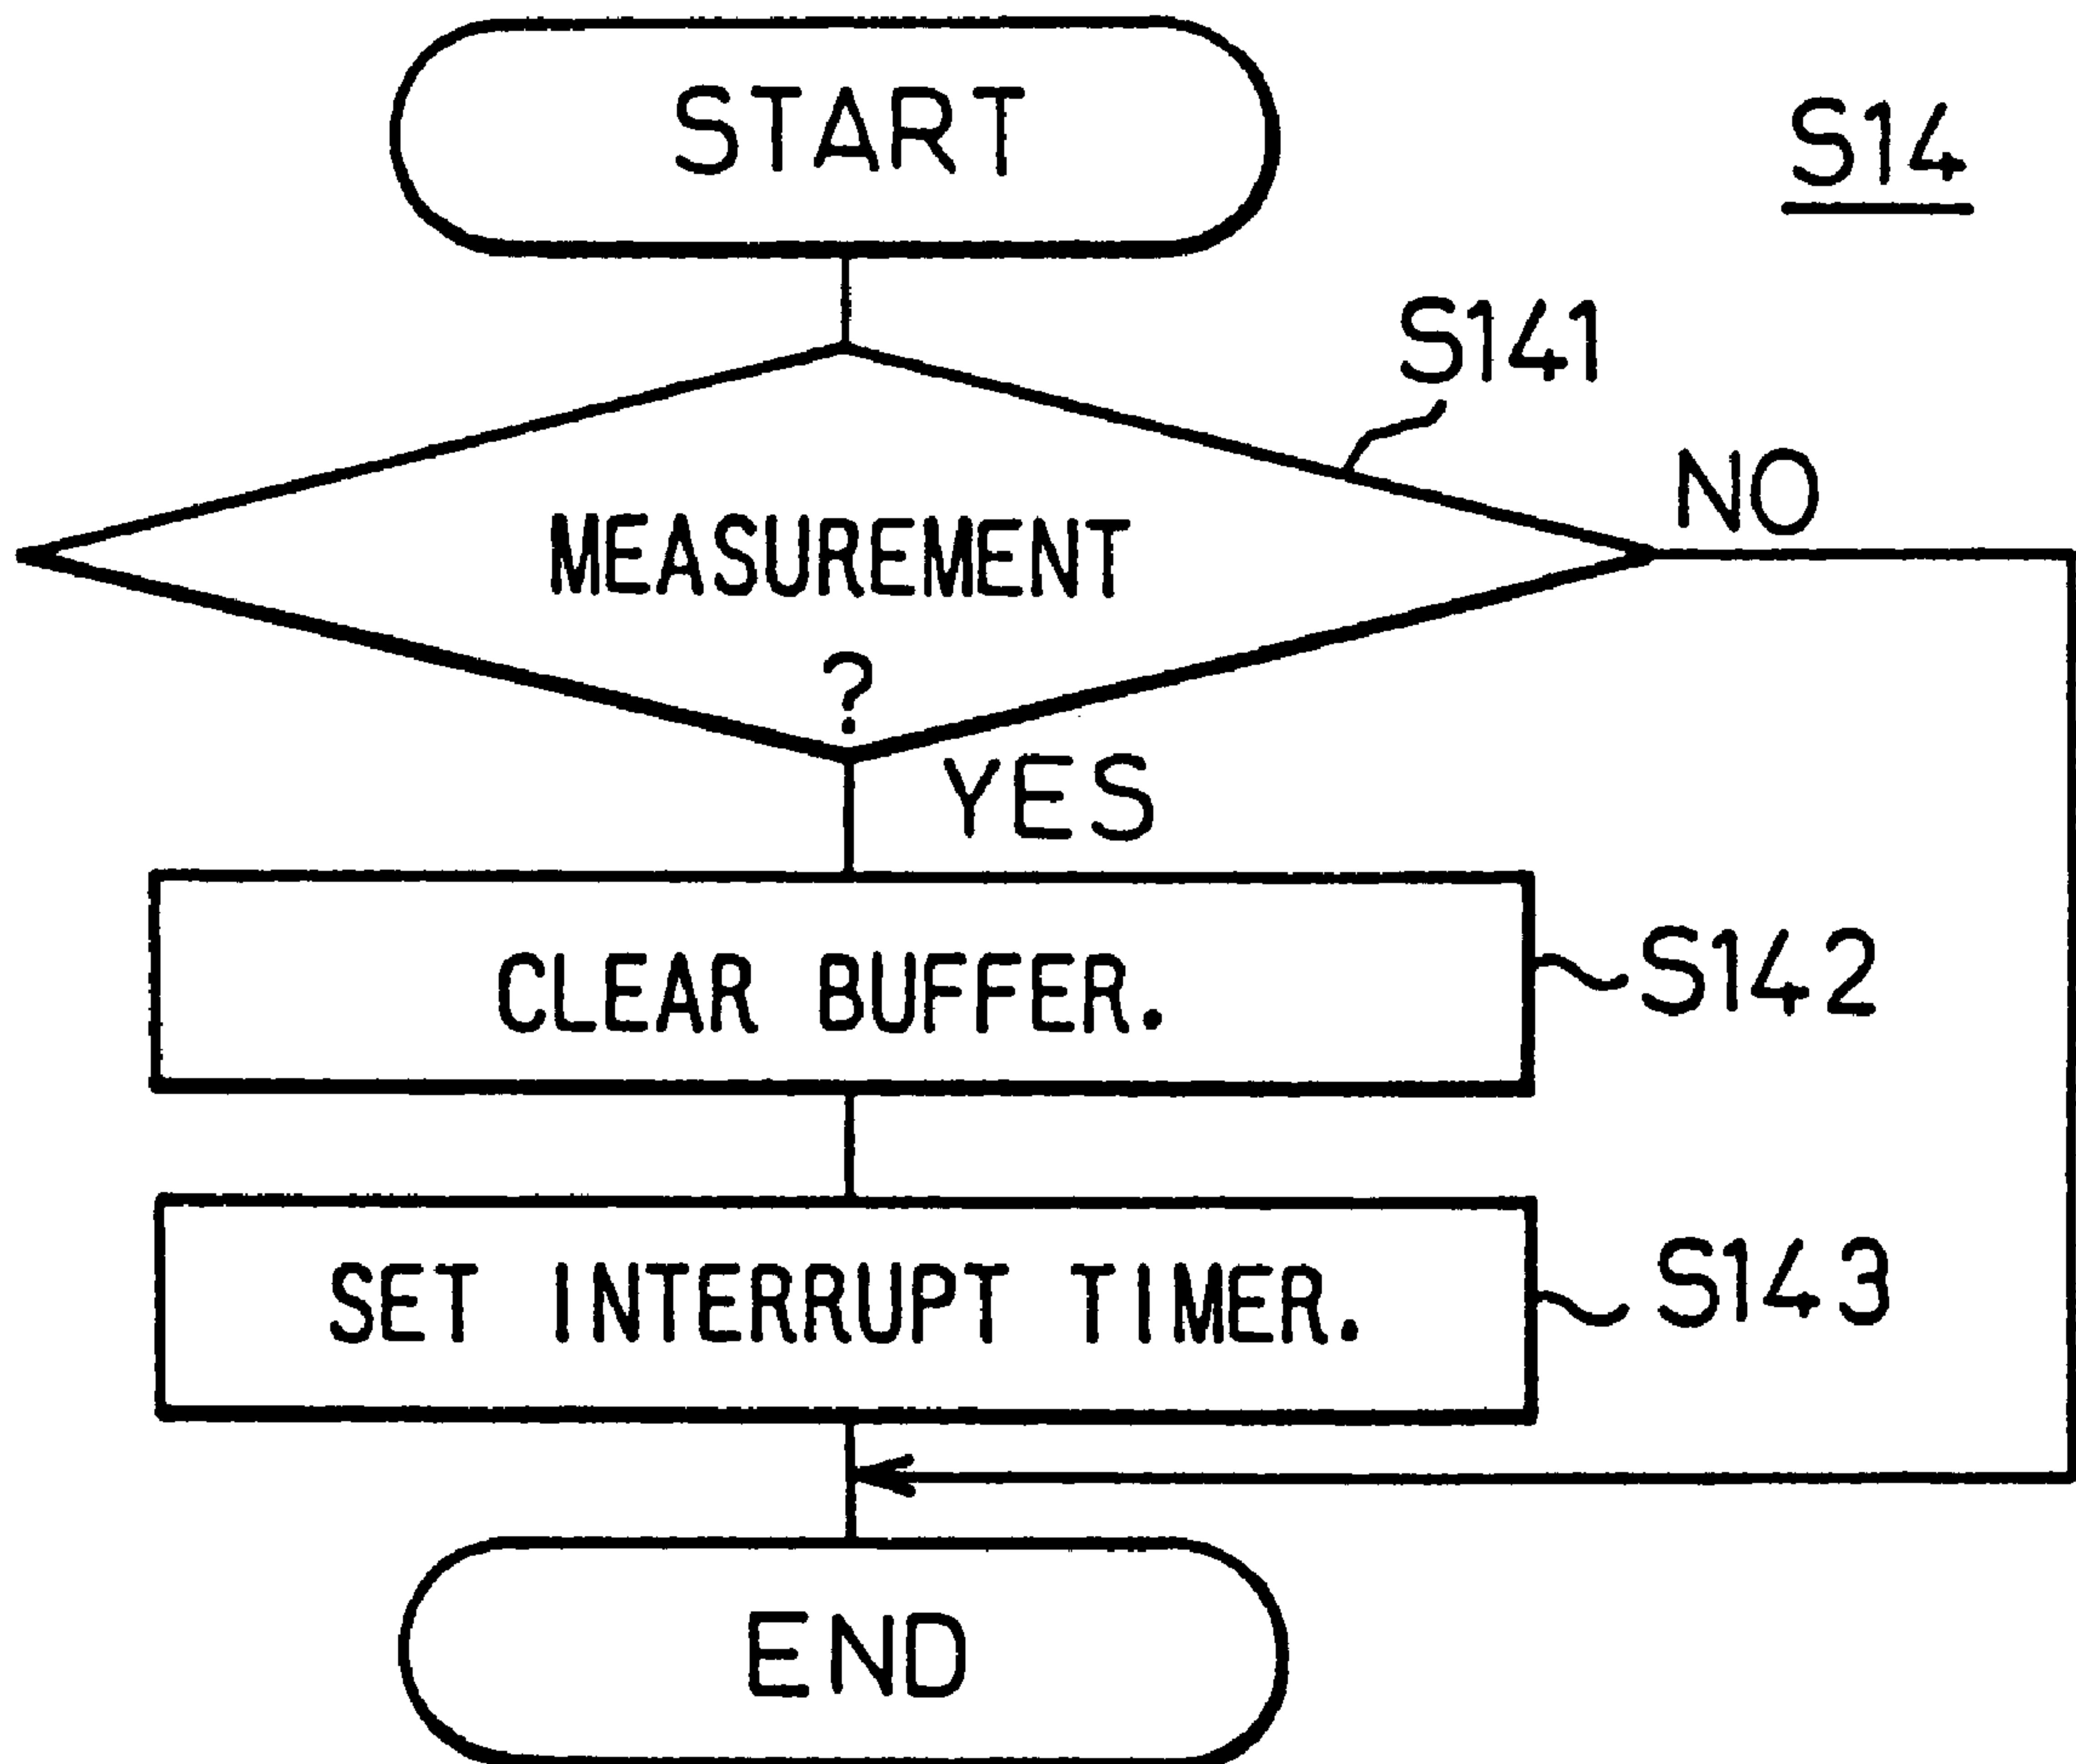 START
S14
S141
NO
MEASUREMENT
?
YES
CLEAR BUFFER.
S142
SET INTERRUPT TIMER.
S143
END